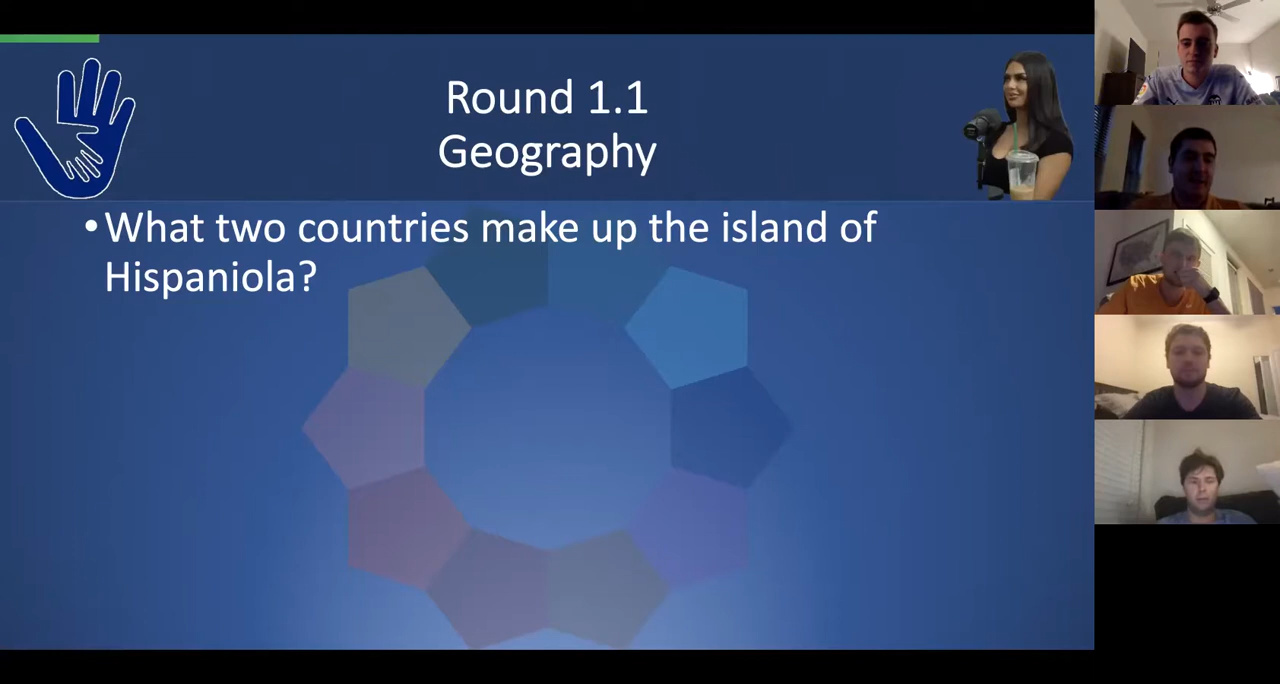 Round 1.1
Geography
•What two countries make up the island of
Hispaniola?